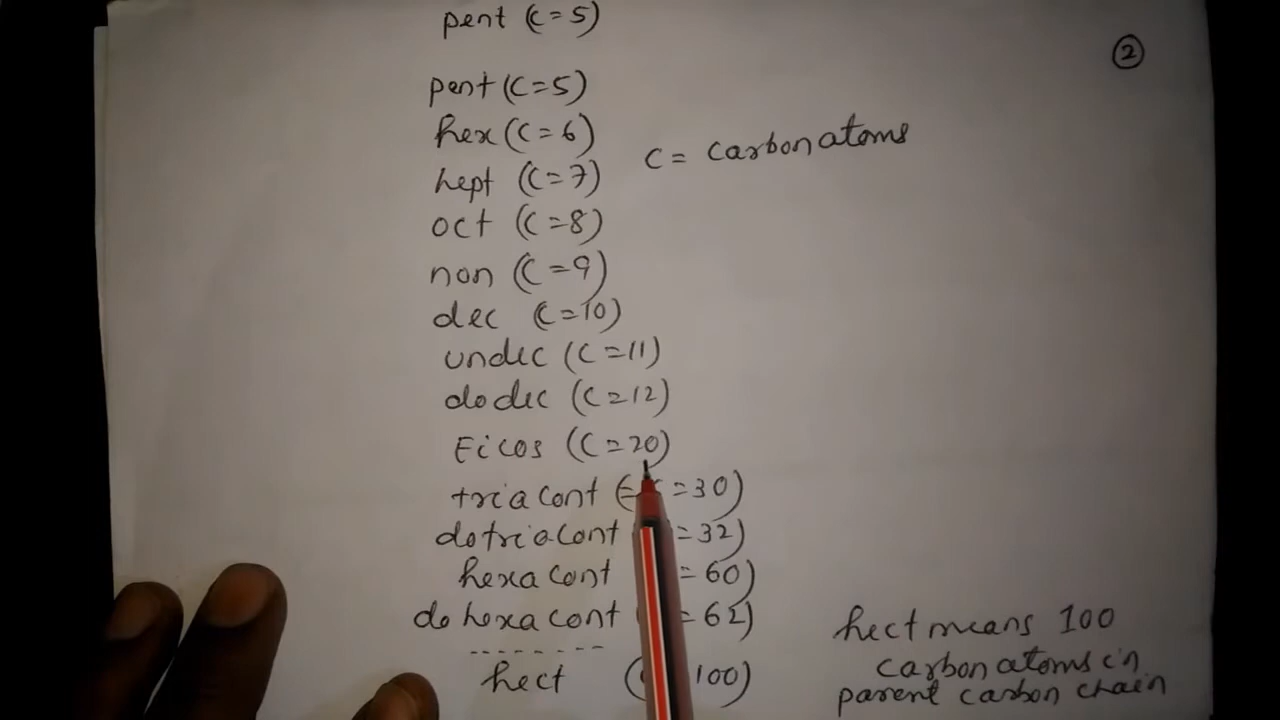 pent (C=5)
②
pent (C=5)
hex (C=6)
C = carbon atoms
hept (C=7)
oct (C=8)
non (C=9)
dec (C=10)
undec (C=11)
dodec (C=12)
Eicos (C=20)
triacont (C=30)
dotriacont =32)
hexacont =60)
dohexacont =62)
hect means 100
carbon atoms in
parent carbon chain
hect ( 100)